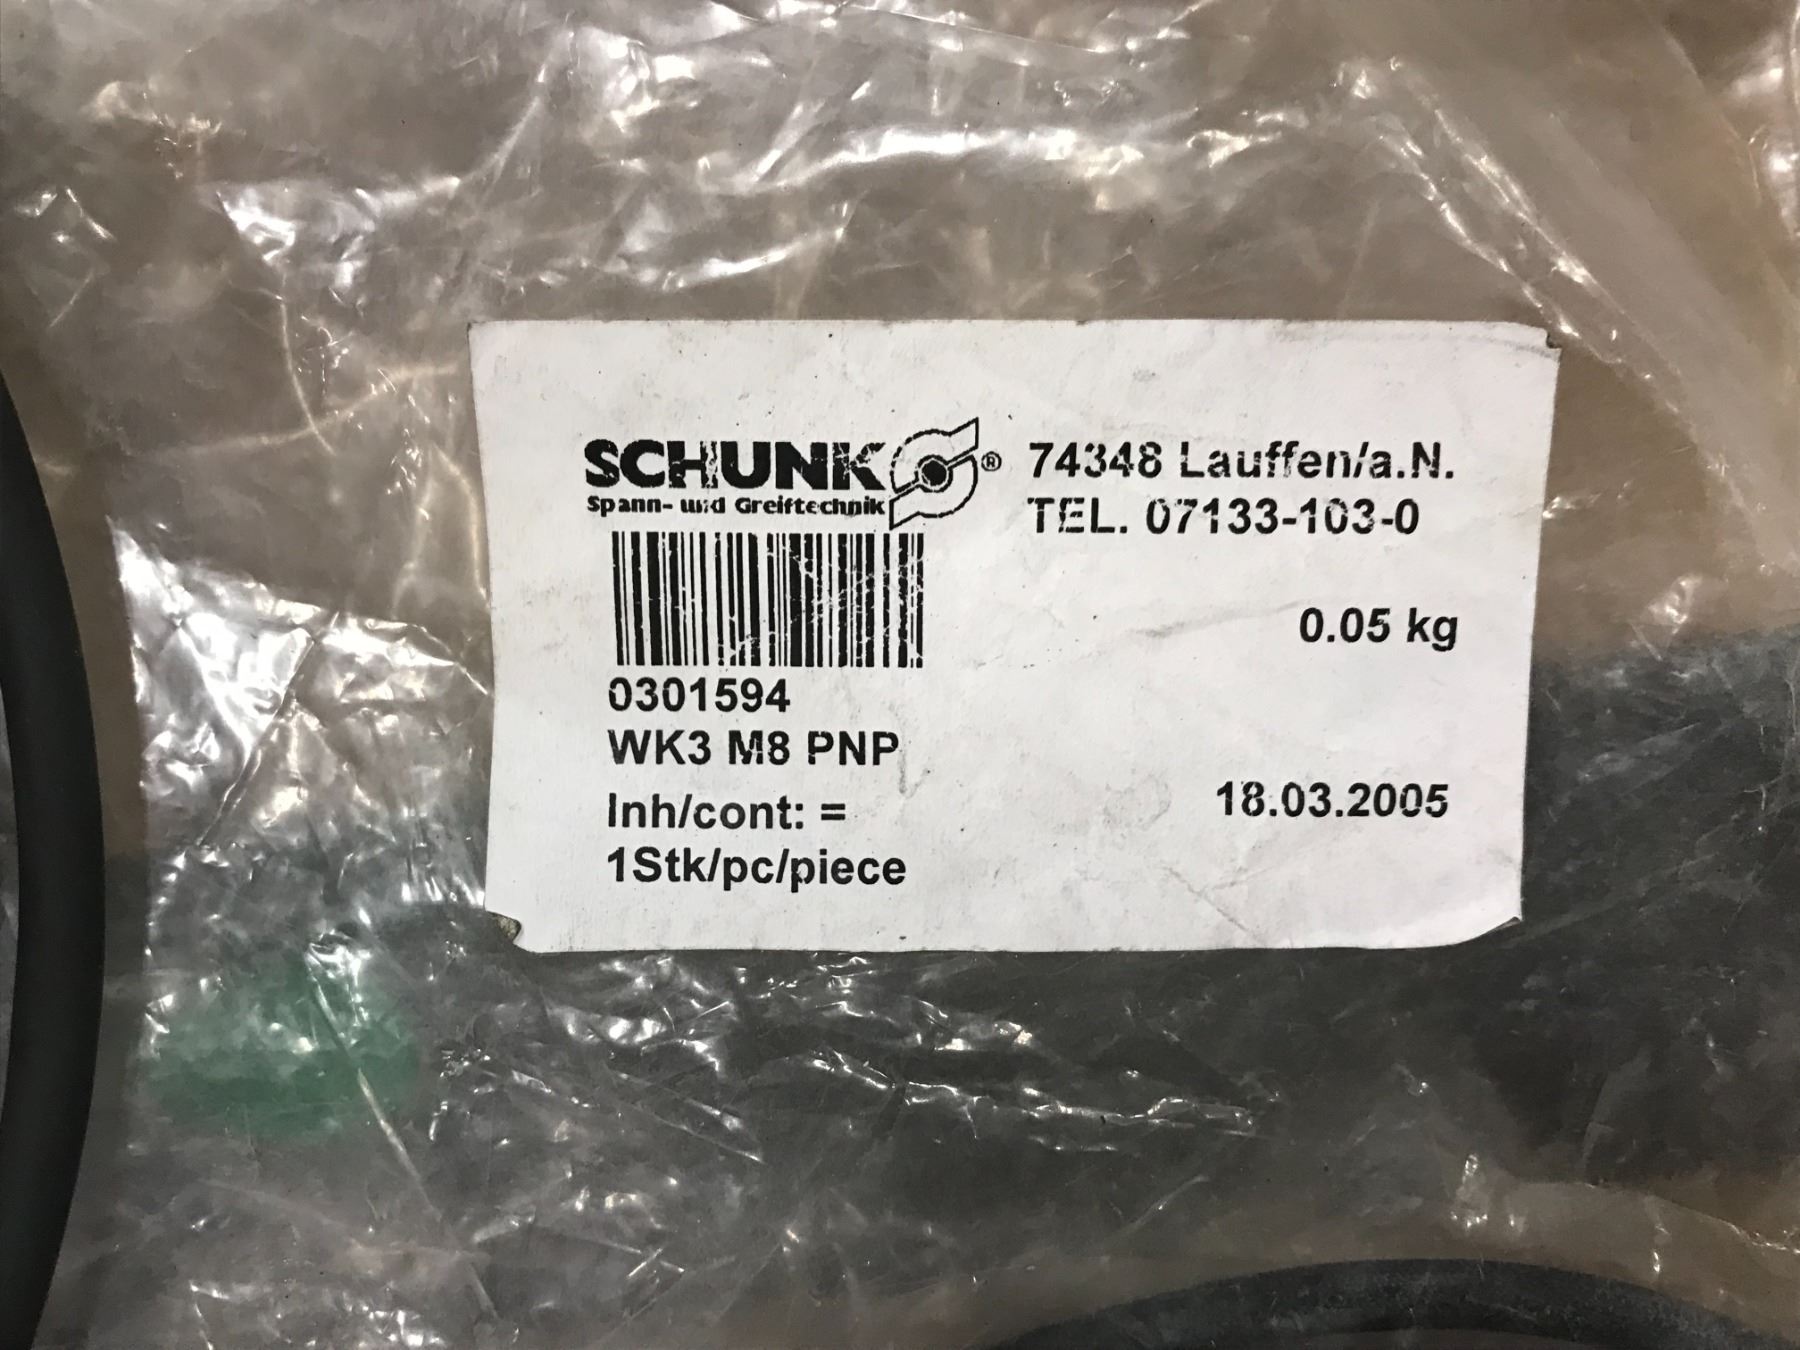 SCHUNK ® 74348 Lauffen/a.N.
Spann- und Greiftechnik TEL. 07133-103-0
0.05 kg
0301594
WK3 M8 PNP
Inh/cont: = 18.03.2005
1Stk/pc/piece